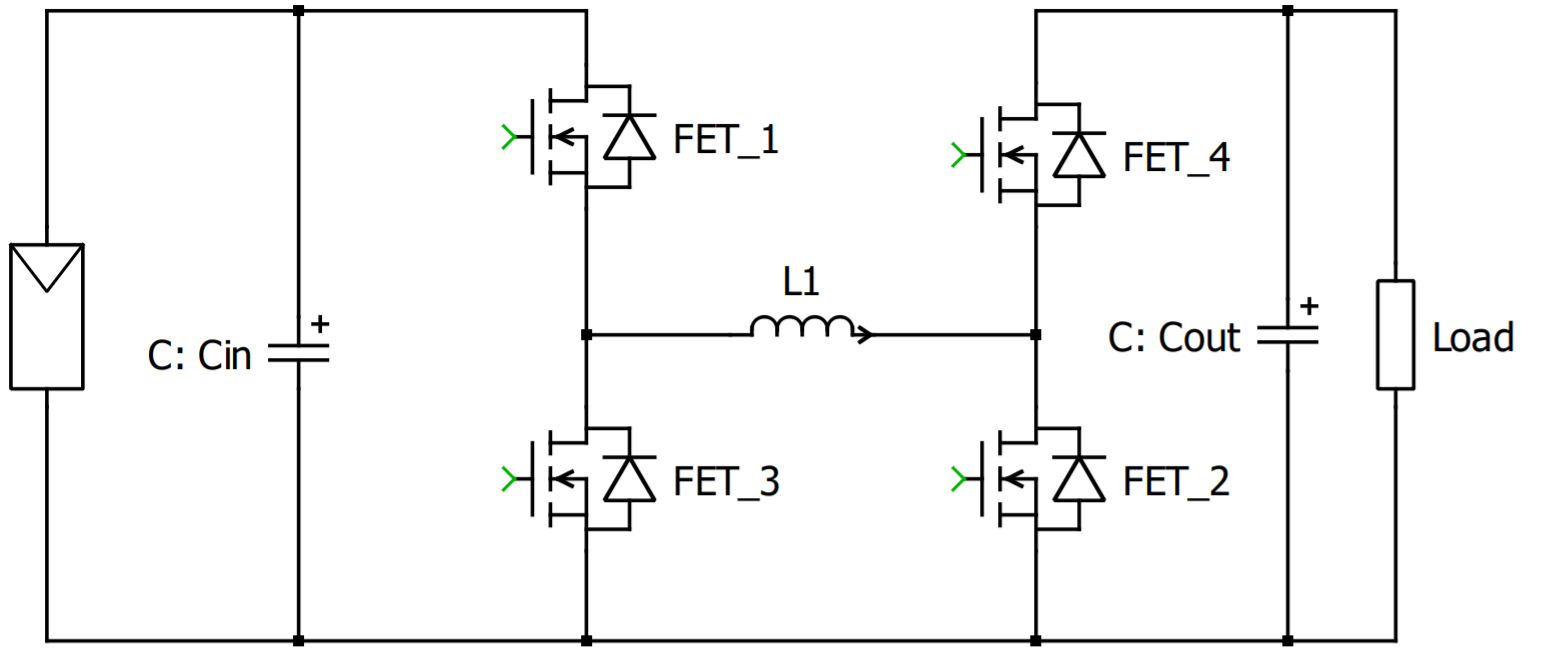 FET_1
FET_4
L1
+
+
C: Cin
C: Cout
Load
FET_3
FET_2